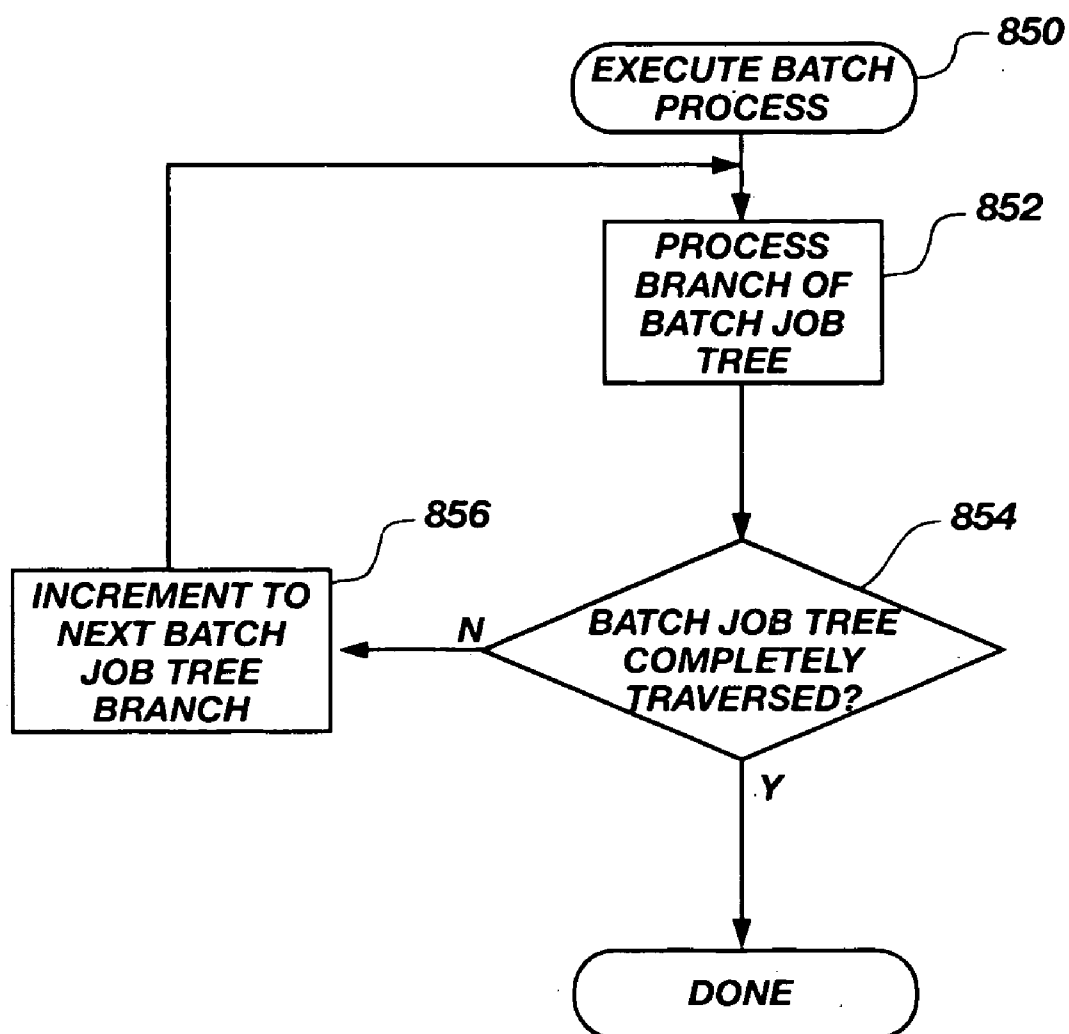 850
EXECUTE BATCH
PROCESS
852
PROCESS
BRANCH OF
BATCH JOB
TREE
856
854
INCREMENT TO
NEXT BATCH
JOB TREE
BRANCH
N
BATCH JOB TREE
COMPLETELY
TRAVERSED?
Y
DONE